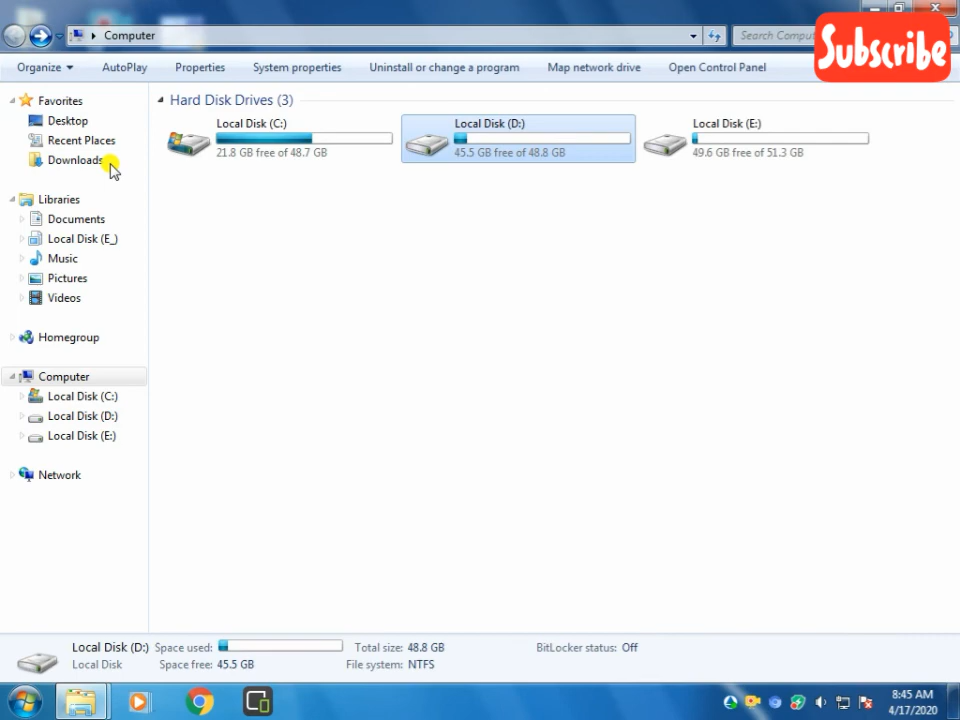 Computer
Search Compu
Subscribe
Organize
AutoPlay
Properties
System properties
Uninstall or change a program
Map network drive
Open Control Panel
Favorites
Desktop
Recent Places
Downloads
Libraries
Documents
Local Disk (E_)
Music
Pictures
Videos
Homegroup
Computer
Local Disk (C:)
Local Disk (D:)
Local Disk (E:)
Network
Hard Disk Drives (3)
Local Disk (C:)
21.8 GB free of 48.7 GB
Local Disk (D:)
45.5 GB free of 48.8 GB
Local Disk (E:)
49.6 GB free of 51.3 GB
Local Disk (D:) Space used: Total size: 48.8 GB BitLocker status: Off
Local Disk Space free: 45.5 GB File system: NTFS
8:45 AM
4/17/2020